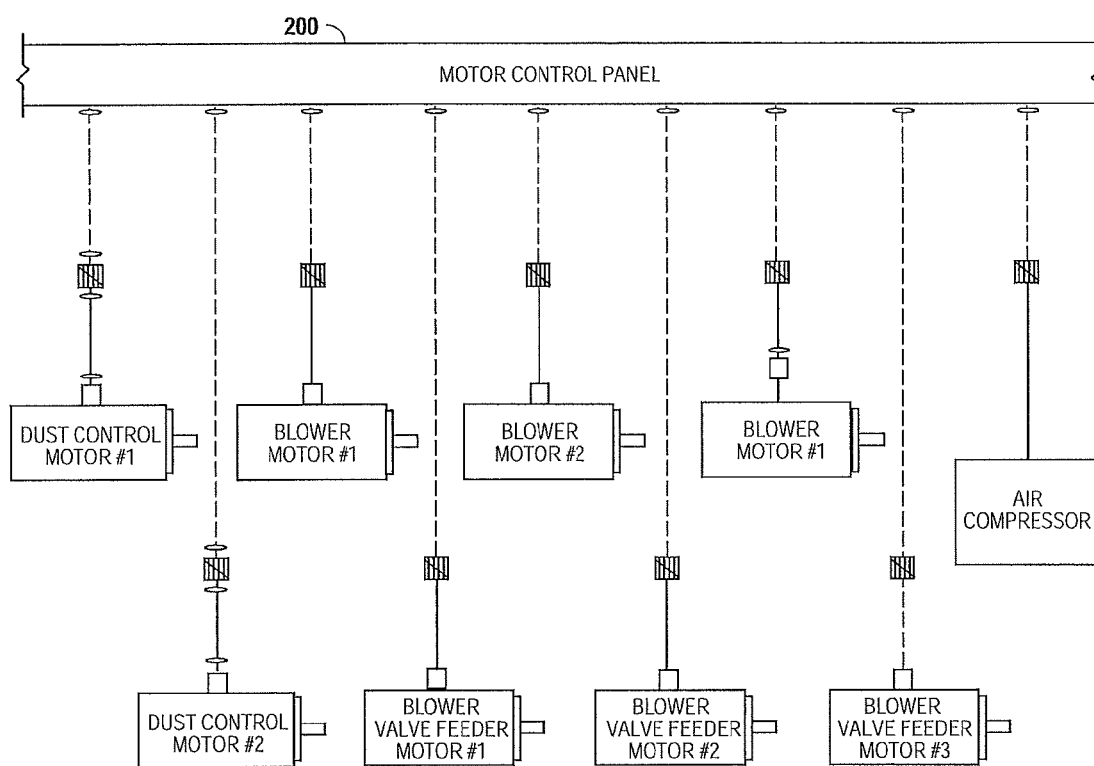 200
MOTOR CONTROL PANEL
DUST CONTROL
MOTOR #1
BLOWER
MOTOR #1
BLOWER
MOTOR #2
BLOWER
MOTOR #1
AIR
COMPRESSOR
DUST CONTROL
MOTOR #2
BLOWER
VALVE FEEDER
MOTOR #1
BLOWER
VALVE FEEDER
MOTOR #2
BLOWER
VALVE FEEDER
MOTOR #3